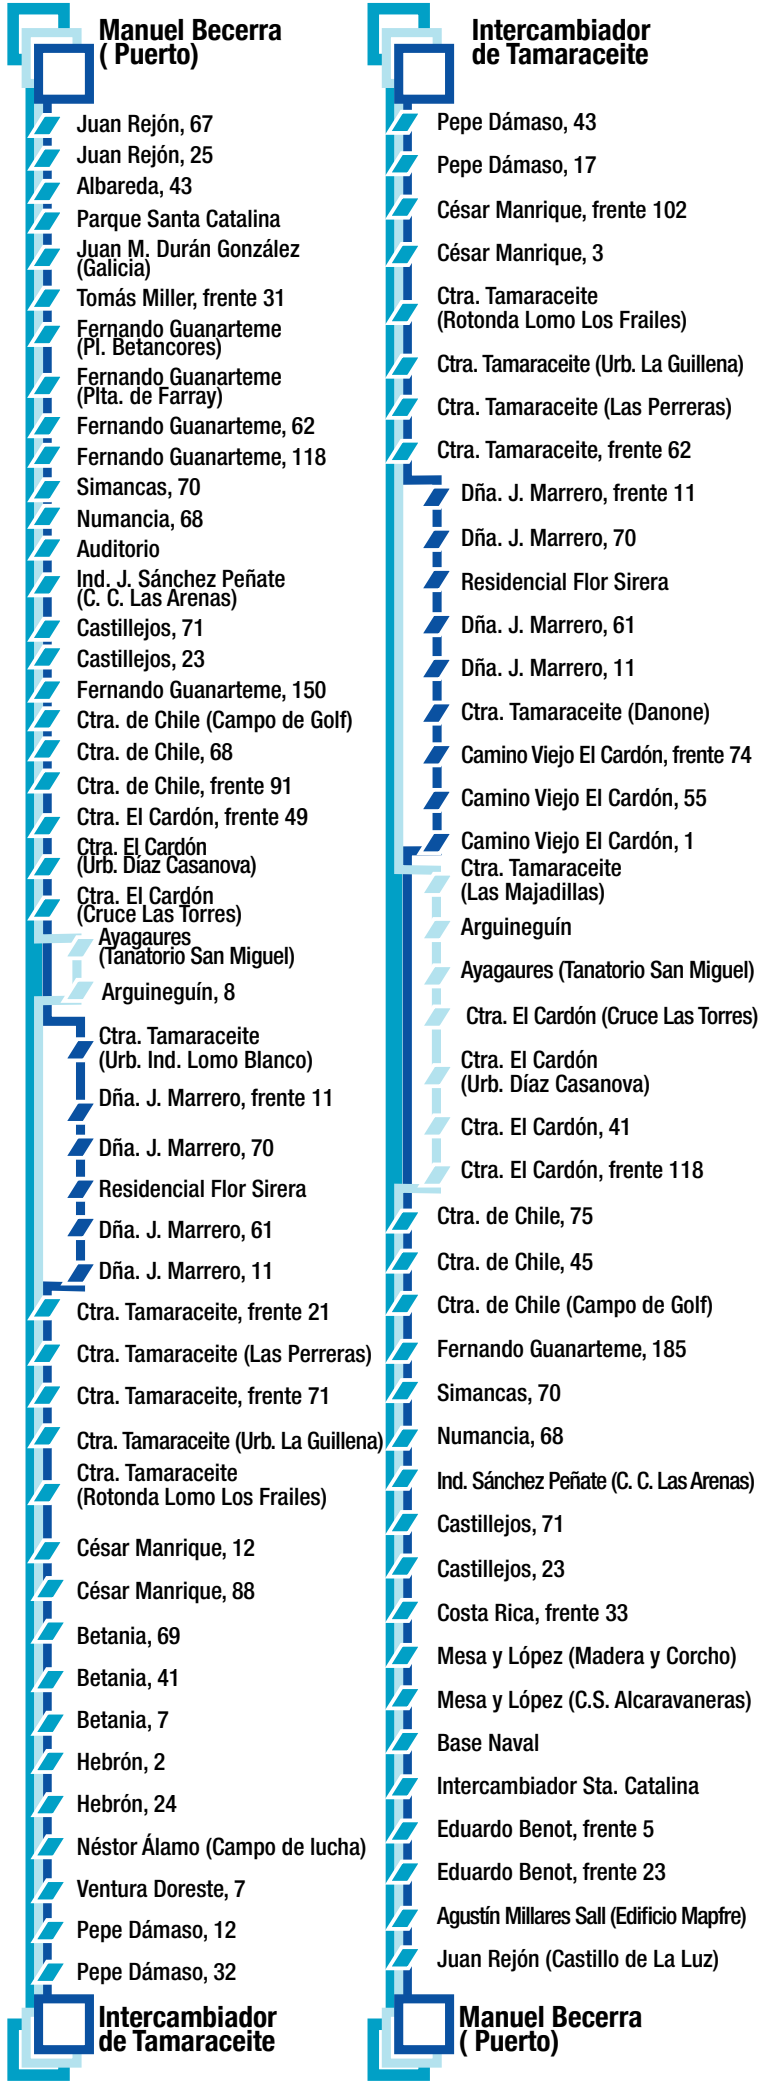 Manuel Becerra
( Puerto)
Juan Rejón, 67
Juan Rejón, 25
Albareda, 43
Parque Santa Catalina
Juan M. Durán González
(Galicia)
Tomás Miller, frente 31
Fernando Guanarteme
(Pl. Betancores)
Fernando Guanarteme
(Plta. de Farray)
Fernando Guanarteme, 62
Fernando Guanarteme, 118
Simancas, 70
Numancia, 68
Auditorio
Ind. J. Sánchez Peñate
(C. C. Las Arenas)
Castillejos, 71
Castillejos, 23
Fernando Guanarteme, 150
Ctra. de Chile (Campo de Golf)
Ctra. de Chile, 68
Ctra. de Chile, frente 91
Ctra. El Cardón, frente 49
Ctra. El Cardón
(Urb. Díaz Casanova)
Ctra. El Cardón
(Cruce Las Torres)
Ayagaures
(Tanatorio San Miguel)
Arguineguín, 8
Ctra. Tamaraceite
(Urb. Ind. Lomo Blanco)
Dña. J. Marrero, frente 11
Dña. J. Marrero, 70
Residencial Flor Sirera
Dña. J. Marrero, 61
Dña. J. Marrero, 11
Ctra. Tamaraceite, frente 21
Ctra. Tamaraceite (Las Perreras)
Ctra. Tamaraceite, frente 71
Ctra. Tamaraceite (Urb. La Guillena)
Ctra. Tamaraceite
(Rotonda Lomo Los Frailes)
César Manrique, 12
César Manrique, 88
Betania, 69
Betania, 41
Betania, 7
Hebrón, 2
Hebrón, 24
Néstor Álamo (Campo de lucha)
Ventura Doreste, 7
Pepe Dámaso, 12
Pepe Dámaso, 32
Intercambiador
de Tamaraceite
Intercambiador
de Tamaraceite
Pepe Dámaso, 43
Pepe Dámaso, 17
César Manrique, frente 102
César Manrique, 3
Ctra. Tamaraceite
(Rotonda Lomo Los Frailes)
Ctra. Tamaraceite (Urb. La Guillena)
Ctra. Tamaraceite (Las Perreras)
Ctra. Tamaraceite, frente 62
Dña. J. Marrero, frente 11
Dña. J. Marrero, 70
Residencial Flor Sirera
Dña. J. Marrero, 61
Dña. J. Marrero, 11
Ctra. Tamaraceite (Danone)
Camino Viejo El Cardón, frente 74
Camino Viejo El Cardón, 55
Camino Viejo El Cardón, 1
Ctra. Tamaraceite
(Las Majadillas)
Arguineguín
Ayagaures (Tanatorio San Miguel)
Ctra. El Cardón (Cruce Las Torres)
Ctra. El Cardón
(Urb. Díaz Casanova)
Ctra. El Cardón, 41
Ctra. El Cardón, frente 118
Ctra. de Chile, 75
Ctra. de Chile, 45
Ctra. de Chile (Campo de Golf)
Fernando Guanarteme, 185
Simancas, 70
Numancia, 68
Ind. Sánchez Peñate (C. C. Las Arenas)
Castillejos, 71
Castillejos, 23
Costa Rica, frente 33
Mesa y López (Madera y Corcho)
Mesa y López (C.S. Alcaravaneras)
Base Naval
Intercambiador Sta. Catalina
Eduardo Benot, frente 5
Eduardo Benot, frente 23
Agustín Millares Sall (Edificio Mapfre)
Juan Rejón (Castillo de La Luz)
Manuel Becerra
( Puerto)